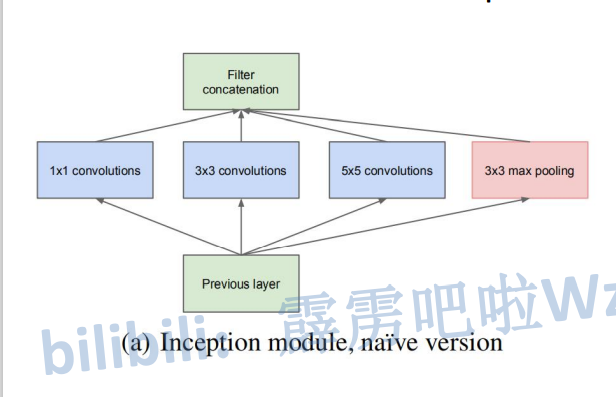 Filter
concatenation
1x1 convolutions
3x3 convolutions
5x5 convolutions
3x3 max pooling
Previous layer
(a) Inception module, naïve version
bilibili: 霹雳吧啦Wz